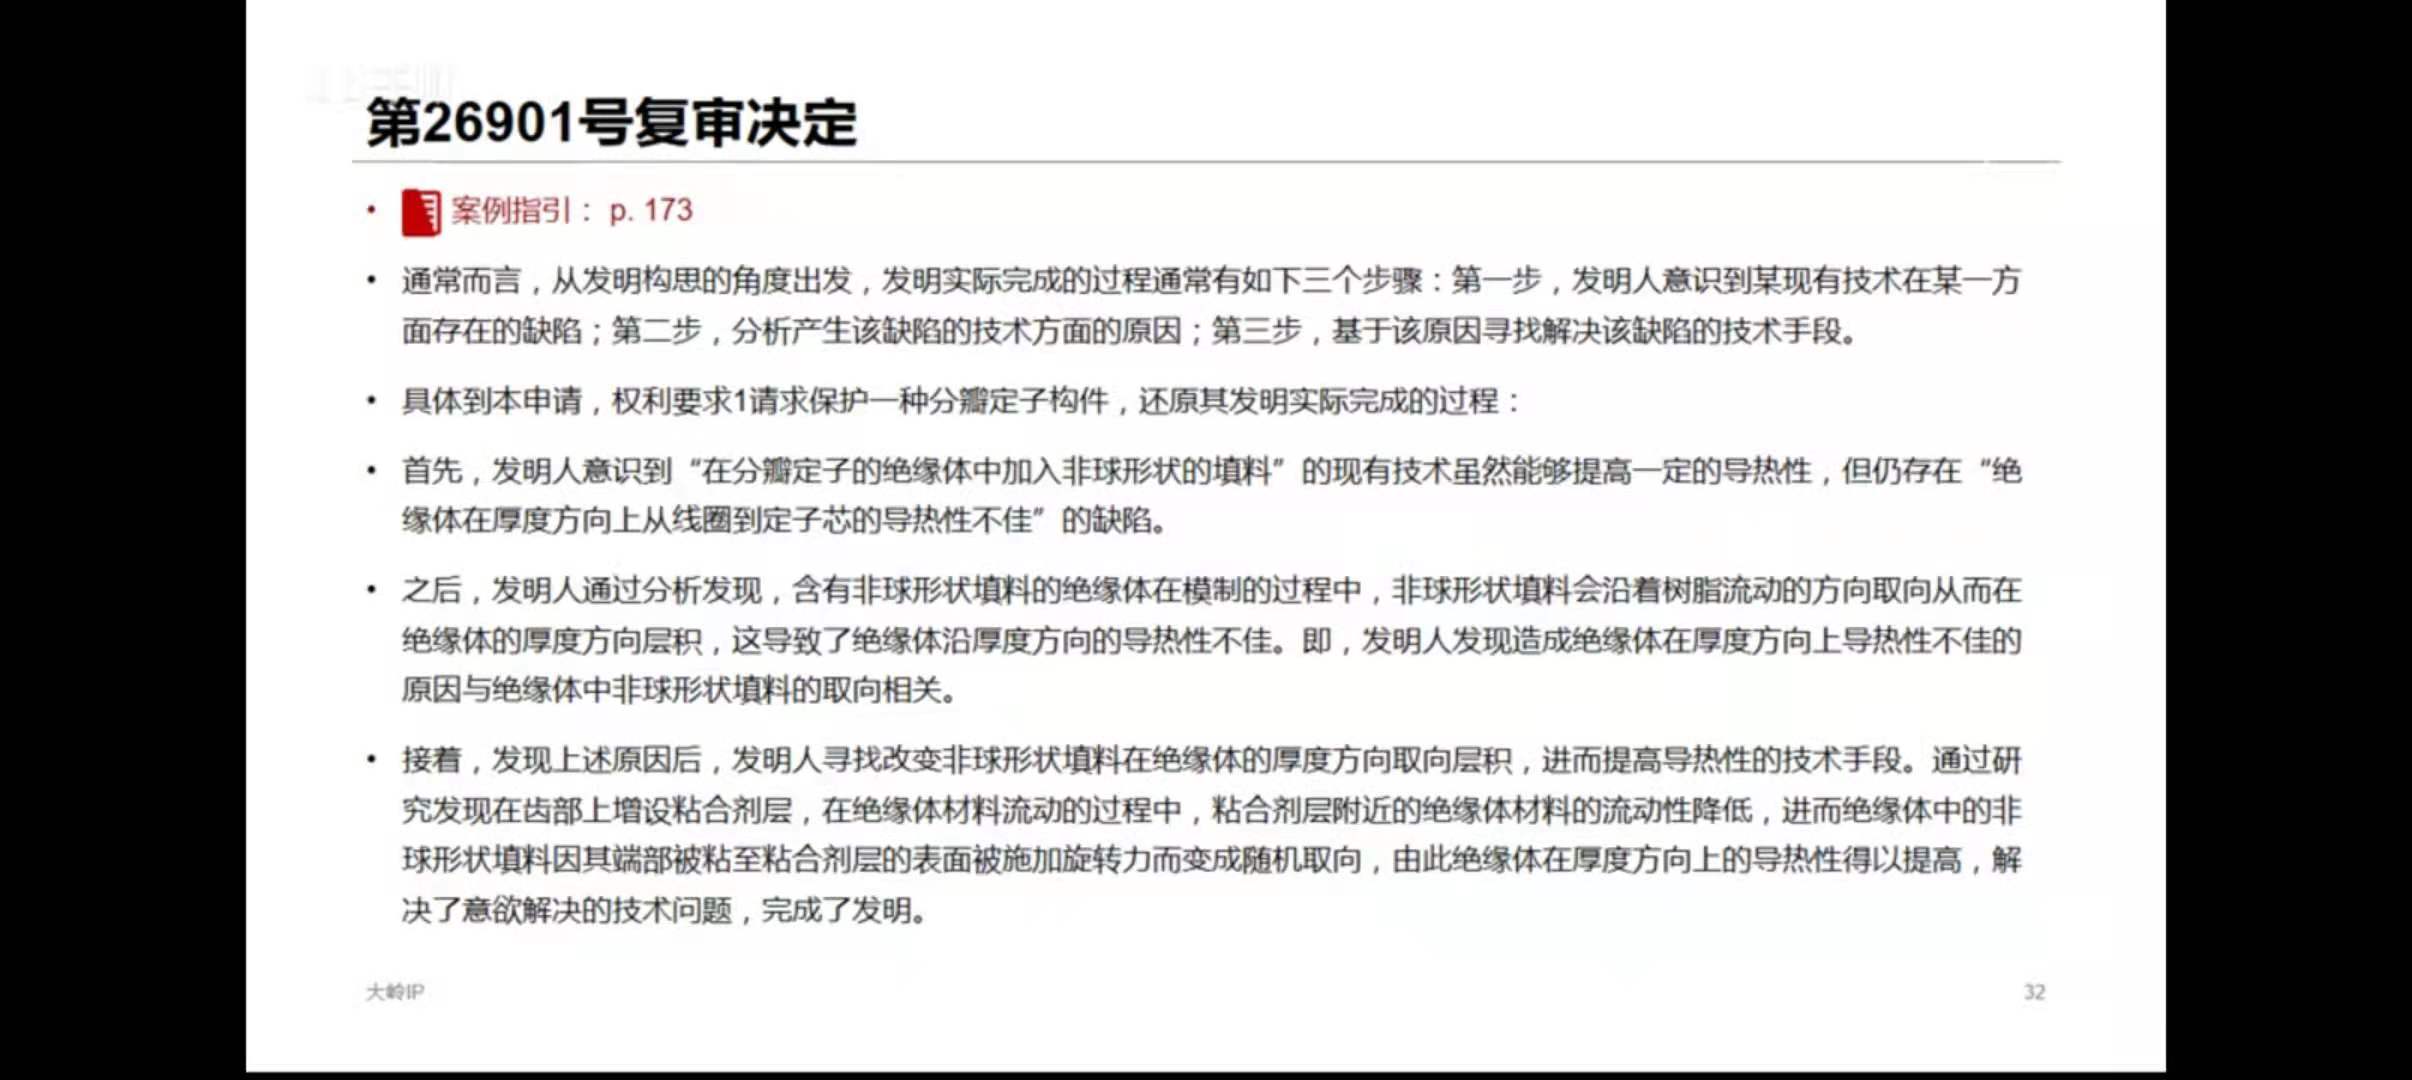 第26901号复审决定
• 案例指引： p. 173
• 通常而言，从发明构思的角度出发，发明实际完成的过程通常有如下三个步骤：第一步，发明人意识到某现有技术在某一方
面存在的缺陷；第二步，分析产生该缺陷的技术方面的原因；第三步，基于该原因寻找解决该缺陷的技术手段。
• 具体到本申请，权利要求1请求保护一种分瓣定子构件，还原其发明实际完成的过程：
• 首先，发明人意识到“在分瓣定子的绝缘体中加入非球形状的填料”的现有技术虽然能够提高一定的导热性，但仍存在“绝
缘体在厚度方向上从线圈到定子芯的导热性不佳”的缺陷。
• 之后，发明人通过分析发现，含有非球形状填料的绝缘体在模制的过程中，非球形状填料会沿着树脂流动的方向取向从而在
绝缘体的厚度方向层积，这导致了绝缘体沿厚度方向的导热性不佳。即，发明人发现造成绝缘体在厚度方向上导热性不佳的
原因与绝缘体中非球形状填料的取向相关。
• 接着，发现上述原因后，发明人寻找改变非球形状填料在绝缘体的厚度方向取向层积，进而提高导热性的技术手段。通过研
究发现在齿部上增设粘合剂层，在绝缘体材料流动的过程中，粘合剂层附近的绝缘体材料的流动性降低，进而绝缘体中的非
球形状填料因其端部被粘至粘合剂层的表面被施加旋转力而变成随机取向，由此绝缘体在厚度方向上的导热性得以提高，解
决了意欲解决的技术问题，完成了发明。
大岭IP
32